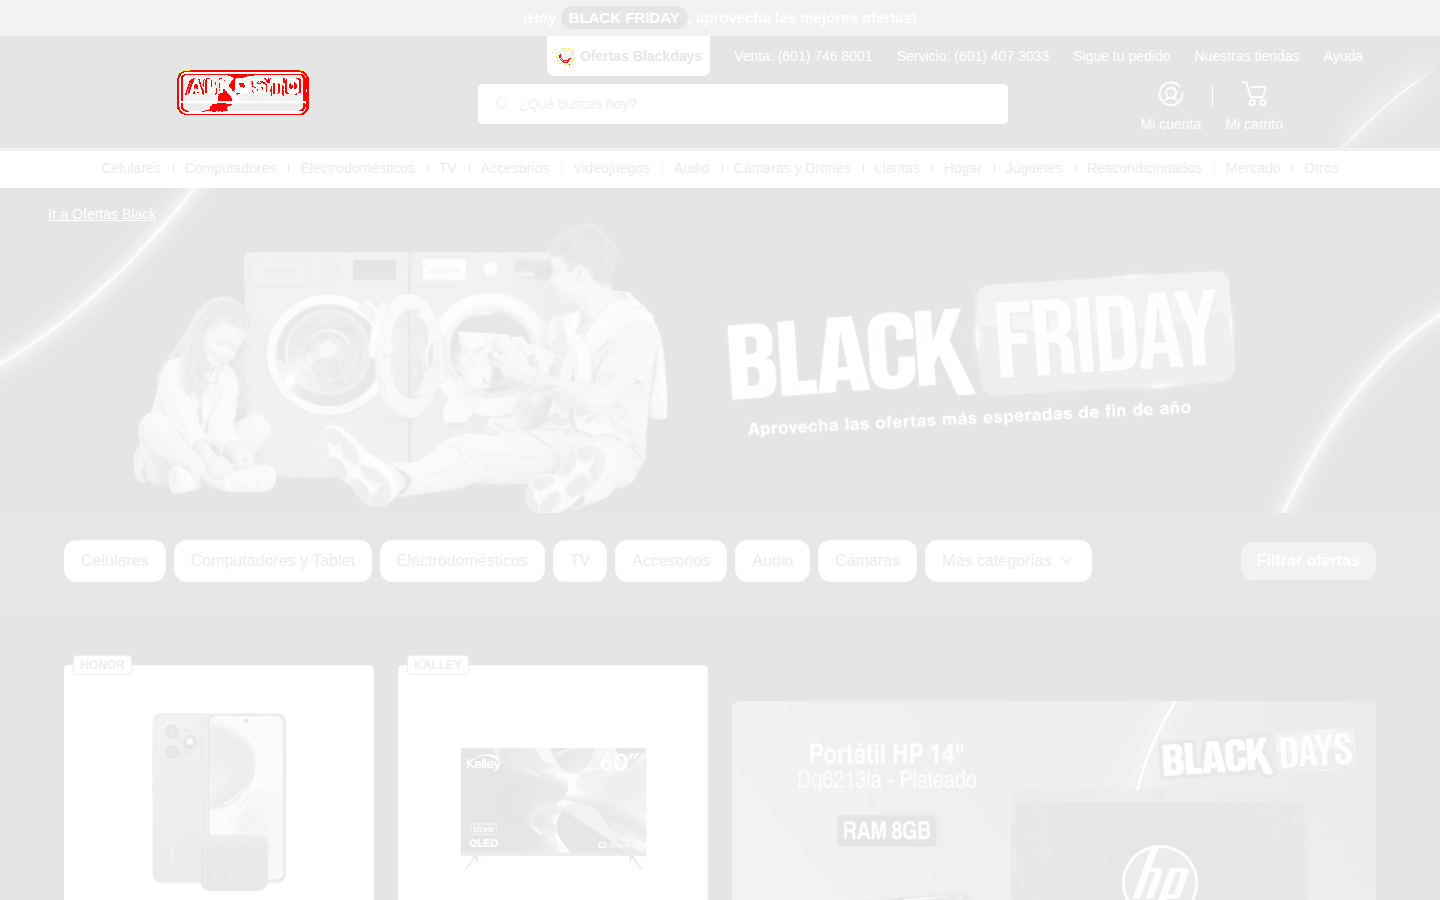 ¡Hoy BLACK FRIDAY, aprovecha las mejores ofertas!
Ofertas Blackdays
Venta: (601) 746 8001
Servicio: (601) 407 3033
Sigue tu pedido
Nuestras tiendas
Ayuda
¿Qué buscas hoy?
Mi cuenta
Mi carrito
Celulares
Computadores
Electrodomésticos
TV
Accesorios
Videojuegos
Audio
Cámaras y Drones
Llantas
Hogar
Juguetes
Reacondicionados
Mercado
Otros
Ir a Ofertas Black
BLACK FRIDAY
Aprovecha las ofertas más esperadas de fin de año
Celulares
Computadores y Tablet
Electrodomésticos
TV
Accesorios
Audio
Cámaras
Más categorías
Filtrar ofertas
HONOR
KALLEY
Kalley
60”
120Hz
QLED
Portátil HP 14"
Dq6213la - Plateado
BLACK DAYS
RAM 8GB
hp